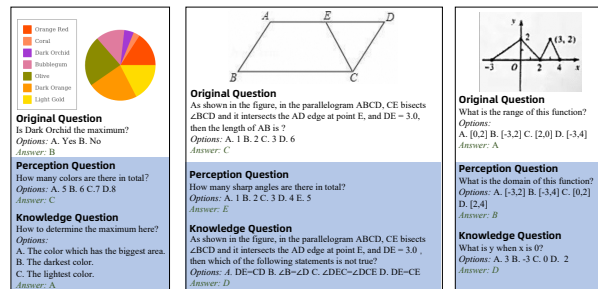 Orange Red
Coral
Dark Orchid
Bubblegum
Olive
Dark Orange
Light Gold
Original Question
Is Dark Orchid the maximum?
Options: A. Yes B. No
Answer: B
Perception Question
How many colors are there in total?
Options: A. 5 B. 6 C.7 D.8
Answer: C
Knowledge Question
How to determine the maximum here?
Options:
A. The color which has the biggest area.
B. The darkest color.
C. The lightest color.
Answer: A
A E D
B C
Original Question
As shown in the figure, in the parallelogram ABCD, CE bisects
∠BCD and it intersects the AD edge at point E, and DE = 3.0,
then the length of AB is ?
Options: A. 1 B. 2 C. 3 D. 6
Answer: C
Perception Question
How many sharp angles are there in total?
Options: A. 1 B. 2 C. 3 D. 4 E. 5
Answer: E
Knowledge Question
As shown in the figure, in the parallelogram ABCD, CE bisects
∠BCD and it intersects the AD edge at point E, and DE = 3.0 ,
then which of the following statements is not true?
Options: A. DE=CD B. ∠B=∠D C. ∠DEC=∠DCE D. DE=CE
Answer: D
y
2 (3, 2)
-3 O 2 4 x
Original Question
What is the range of this function?
Options:
A. [0,2] B. [-3,2] C. [2,0] D. [-3,4]
Answer: A
Perception Question
What is the domain of this function?
Options: A. [-3,2] B. [-3,4] C. [0,2]
D. [2,4]
Answer: B
Knowledge Question
What is y when x is 0?
Options: A. 3 B. -3 C. 0 D. 2
Answer: D